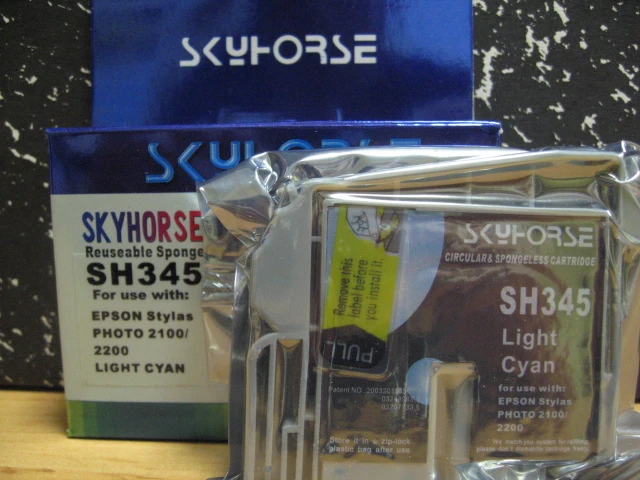 SKYHORSE
SKYHORSE
SKYHORSE
Reuseable Sponge
SH345
For use with:
EPSON Stylas
PHOTO 2100/
2200
LIGHT CYAN
Remove this
label before
you install it.
PULL
SKYHORSE
CIRCULAR & SPONGELESS CARTRIDGE
SH345
Light
Cyan
for use with:
EPSON Stylas
PHOTO 2100/
2200
Patent NO.
Store it in a zip-lock
plastic bag after use.